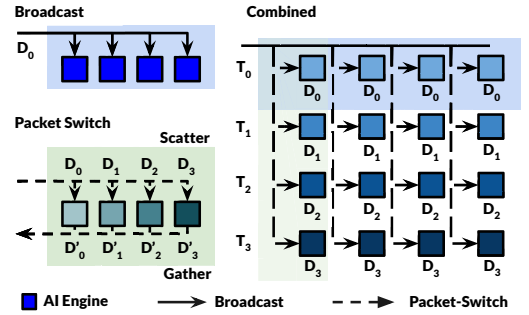 Broadcast
D0
Packet Switch
Scatter
D0 D1 D2 D3
D'0 D'1 D'2 D'3
Gather
Combined
T0
D0 D0 D0 D0
T1
D1 D1 D1 D1
T2
D2 D2 D2 D2
T3
D3 D3 D3 D3
AI Engine Broadcast Packet-Switch